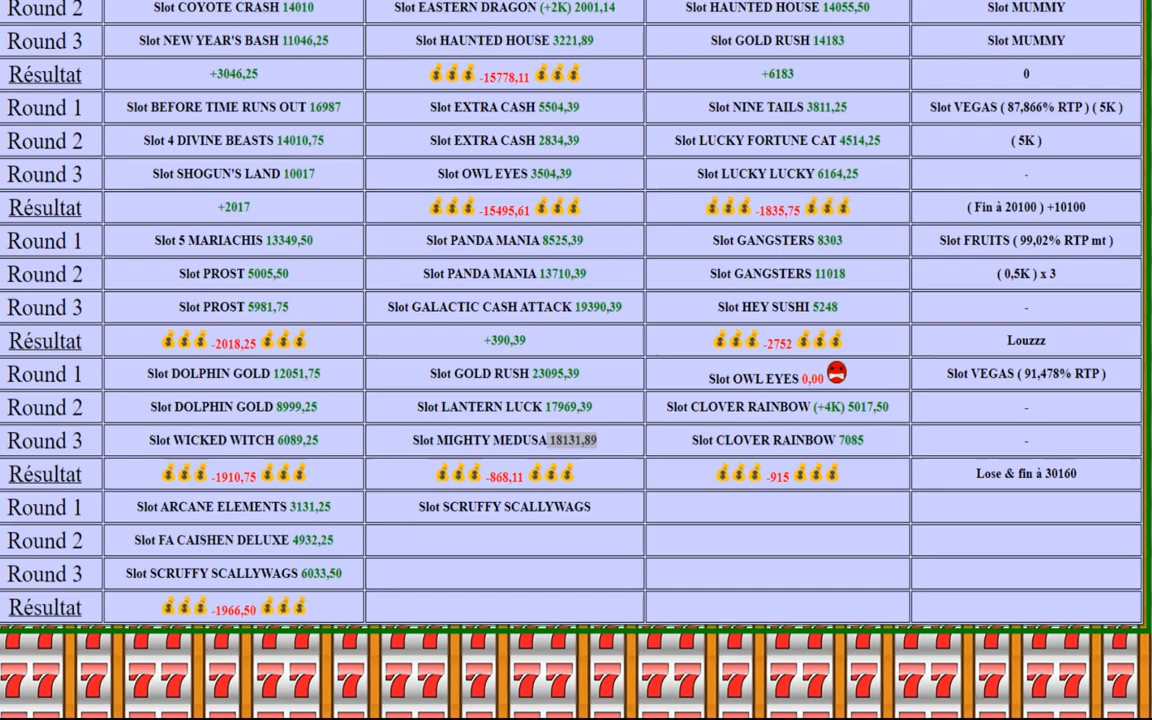 Round 2 Slot COYOTE CRASH 14010 Slot EASTERN DRAGON (+2K) 2001,14 Slot HAUNTED HOUSE 14055,50 Slot MUMMY
Round 3 Slot NEW YEAR'S BASH 11046,25 Slot HAUNTED HOUSE 3221,89 Slot GOLD RUSH 14183 Slot MUMMY
Résultat +3046,25 -15778,11 +6183 0
Round 1 Slot BEFORE TIME RUNS OUT 16987 Slot EXTRA CASH 5504,39 Slot NINE TAILS 3811,25 Slot VEGAS ( 87,866% RTP ) ( 5K )
Round 2 Slot 4 DIVINE BEASTS 14010,75 Slot EXTRA CASH 2834,39 Slot LUCKY FORTUNE CAT 4514,25 ( 5K )
Round 3 Slot SHOGUN'S LAND 10017 Slot OWL EYES 3504,39 Slot LUCKY LUCKY 6164,25 -
Résultat +2017 -15495,61 -1835,75 ( Fin à 20100 ) +10100
Round 1 Slot 5 MARIACHIS 13349,50 Slot PANDA MANIA 8525,39 Slot GANGSTERS 8303 Slot FRUITS ( 99,02% RTP mt )
Round 2 Slot PROST 5005,50 Slot PANDA MANIA 13710,39 Slot GANGSTERS 11018 ( 0,5K ) x 3
Round 3 Slot PROST 5981,75 Slot GALACTIC CASH ATTACK 19390,39 Slot HEY SUSHI 5248 -
Résultat -2018,25 +390,39 -2752 Louzzz
Round 1 Slot DOLPHIN GOLD 12051,75 Slot GOLD RUSH 23095,39 Slot OWL EYES 0,00 Slot VEGAS ( 91,478% RTP )
Round 2 Slot DOLPHIN GOLD 8999,25 Slot LANTERN LUCK 17969,39 Slot CLOVER RAINBOW (+4K) 5017,50 -
Round 3 Slot WICKED WITCH 6089,25 Slot MIGHTY MEDUSA 18131,89 Slot CLOVER RAINBOW 7085 -
Résultat -1910,75 -868,11 -915 Lose & fin à 30160
Round 1 Slot ARCANE ELEMENTS 3131,25 Slot SCRUFFY SCALLYWAGS
Round 2 Slot FA CAISHEN DELUXE 4932,25
Round 3 Slot SCRUFFY SCALLYWAGS 6033,50
Résultat -1966,50